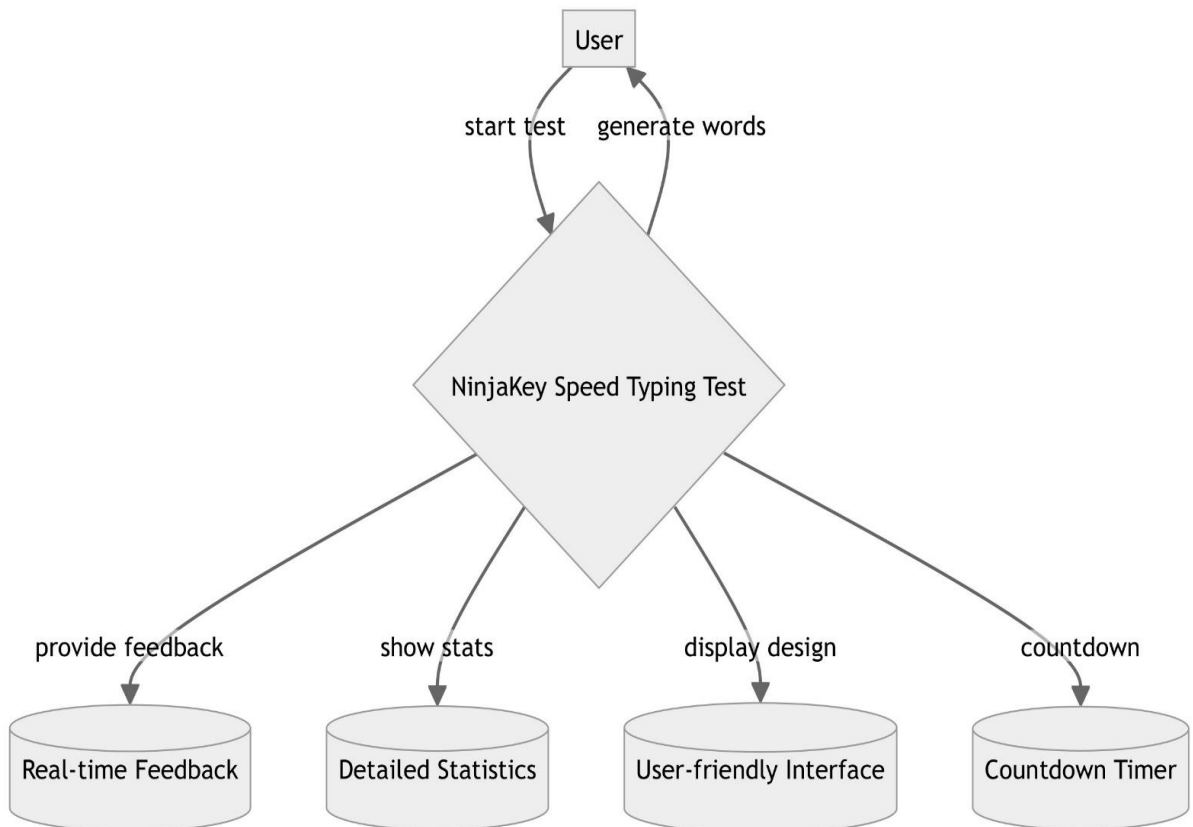 User
start test
generate words
NinjaKey Speed Typing Test
provide feedback
show stats
display design
countdown
Real-time Feedback
Detailed Statistics
User-friendly Interface
Countdown Timer